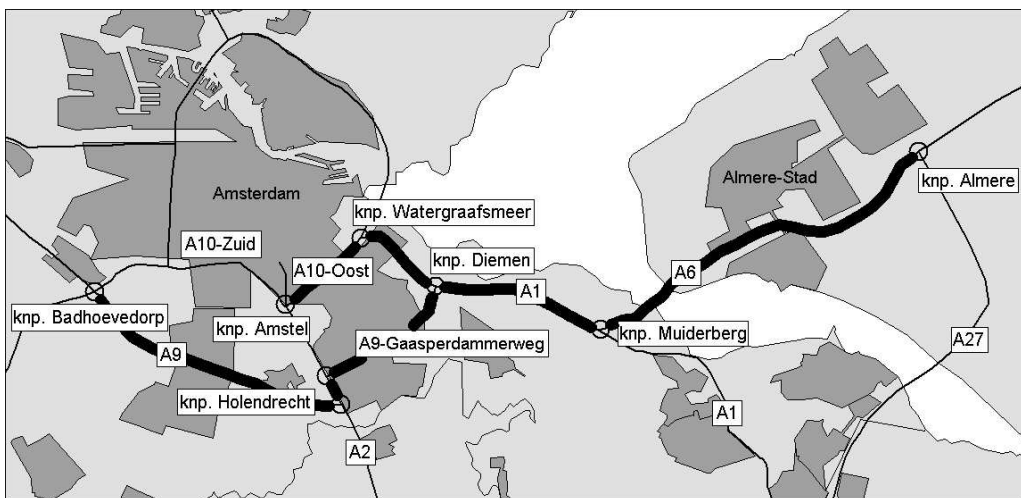 Almere-Stad
knp. Almere
Amsterdam
knp. Watergraafsmeer
A10-Zuid
knp. Diemen
A10-Oost
A6
A1
knp. Badhoevedorp
knp. Amstel
knp. Muiderberg
A27
A9
A9-Gaasperdammerweg
knp. Holendrecht
A1
A2